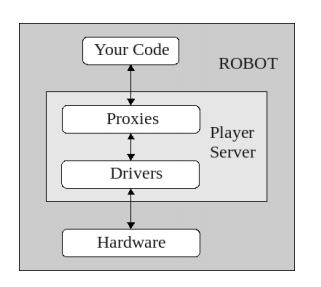 Your Code
ROBOT
Proxies
Player
Server
Drivers
Hardware